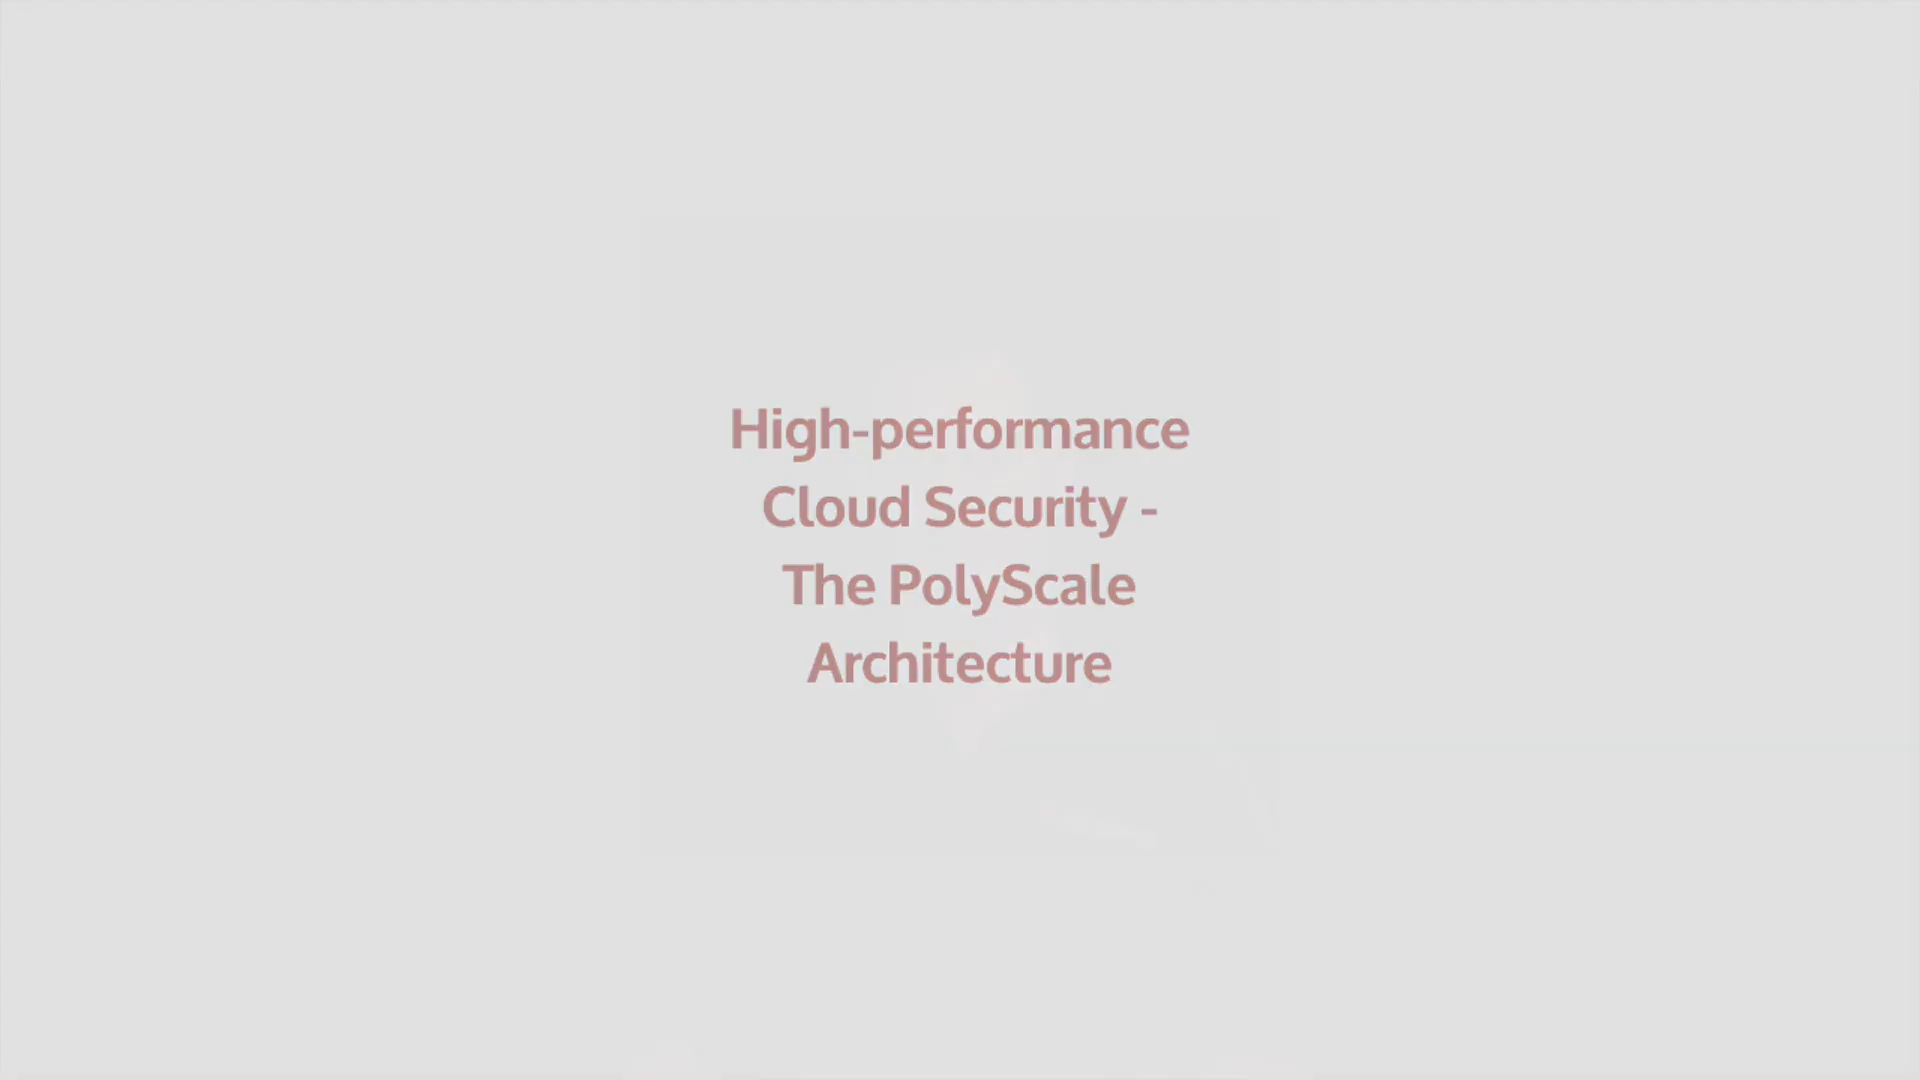 High-performance
Cloud Security -
The PolyScale
Architecture